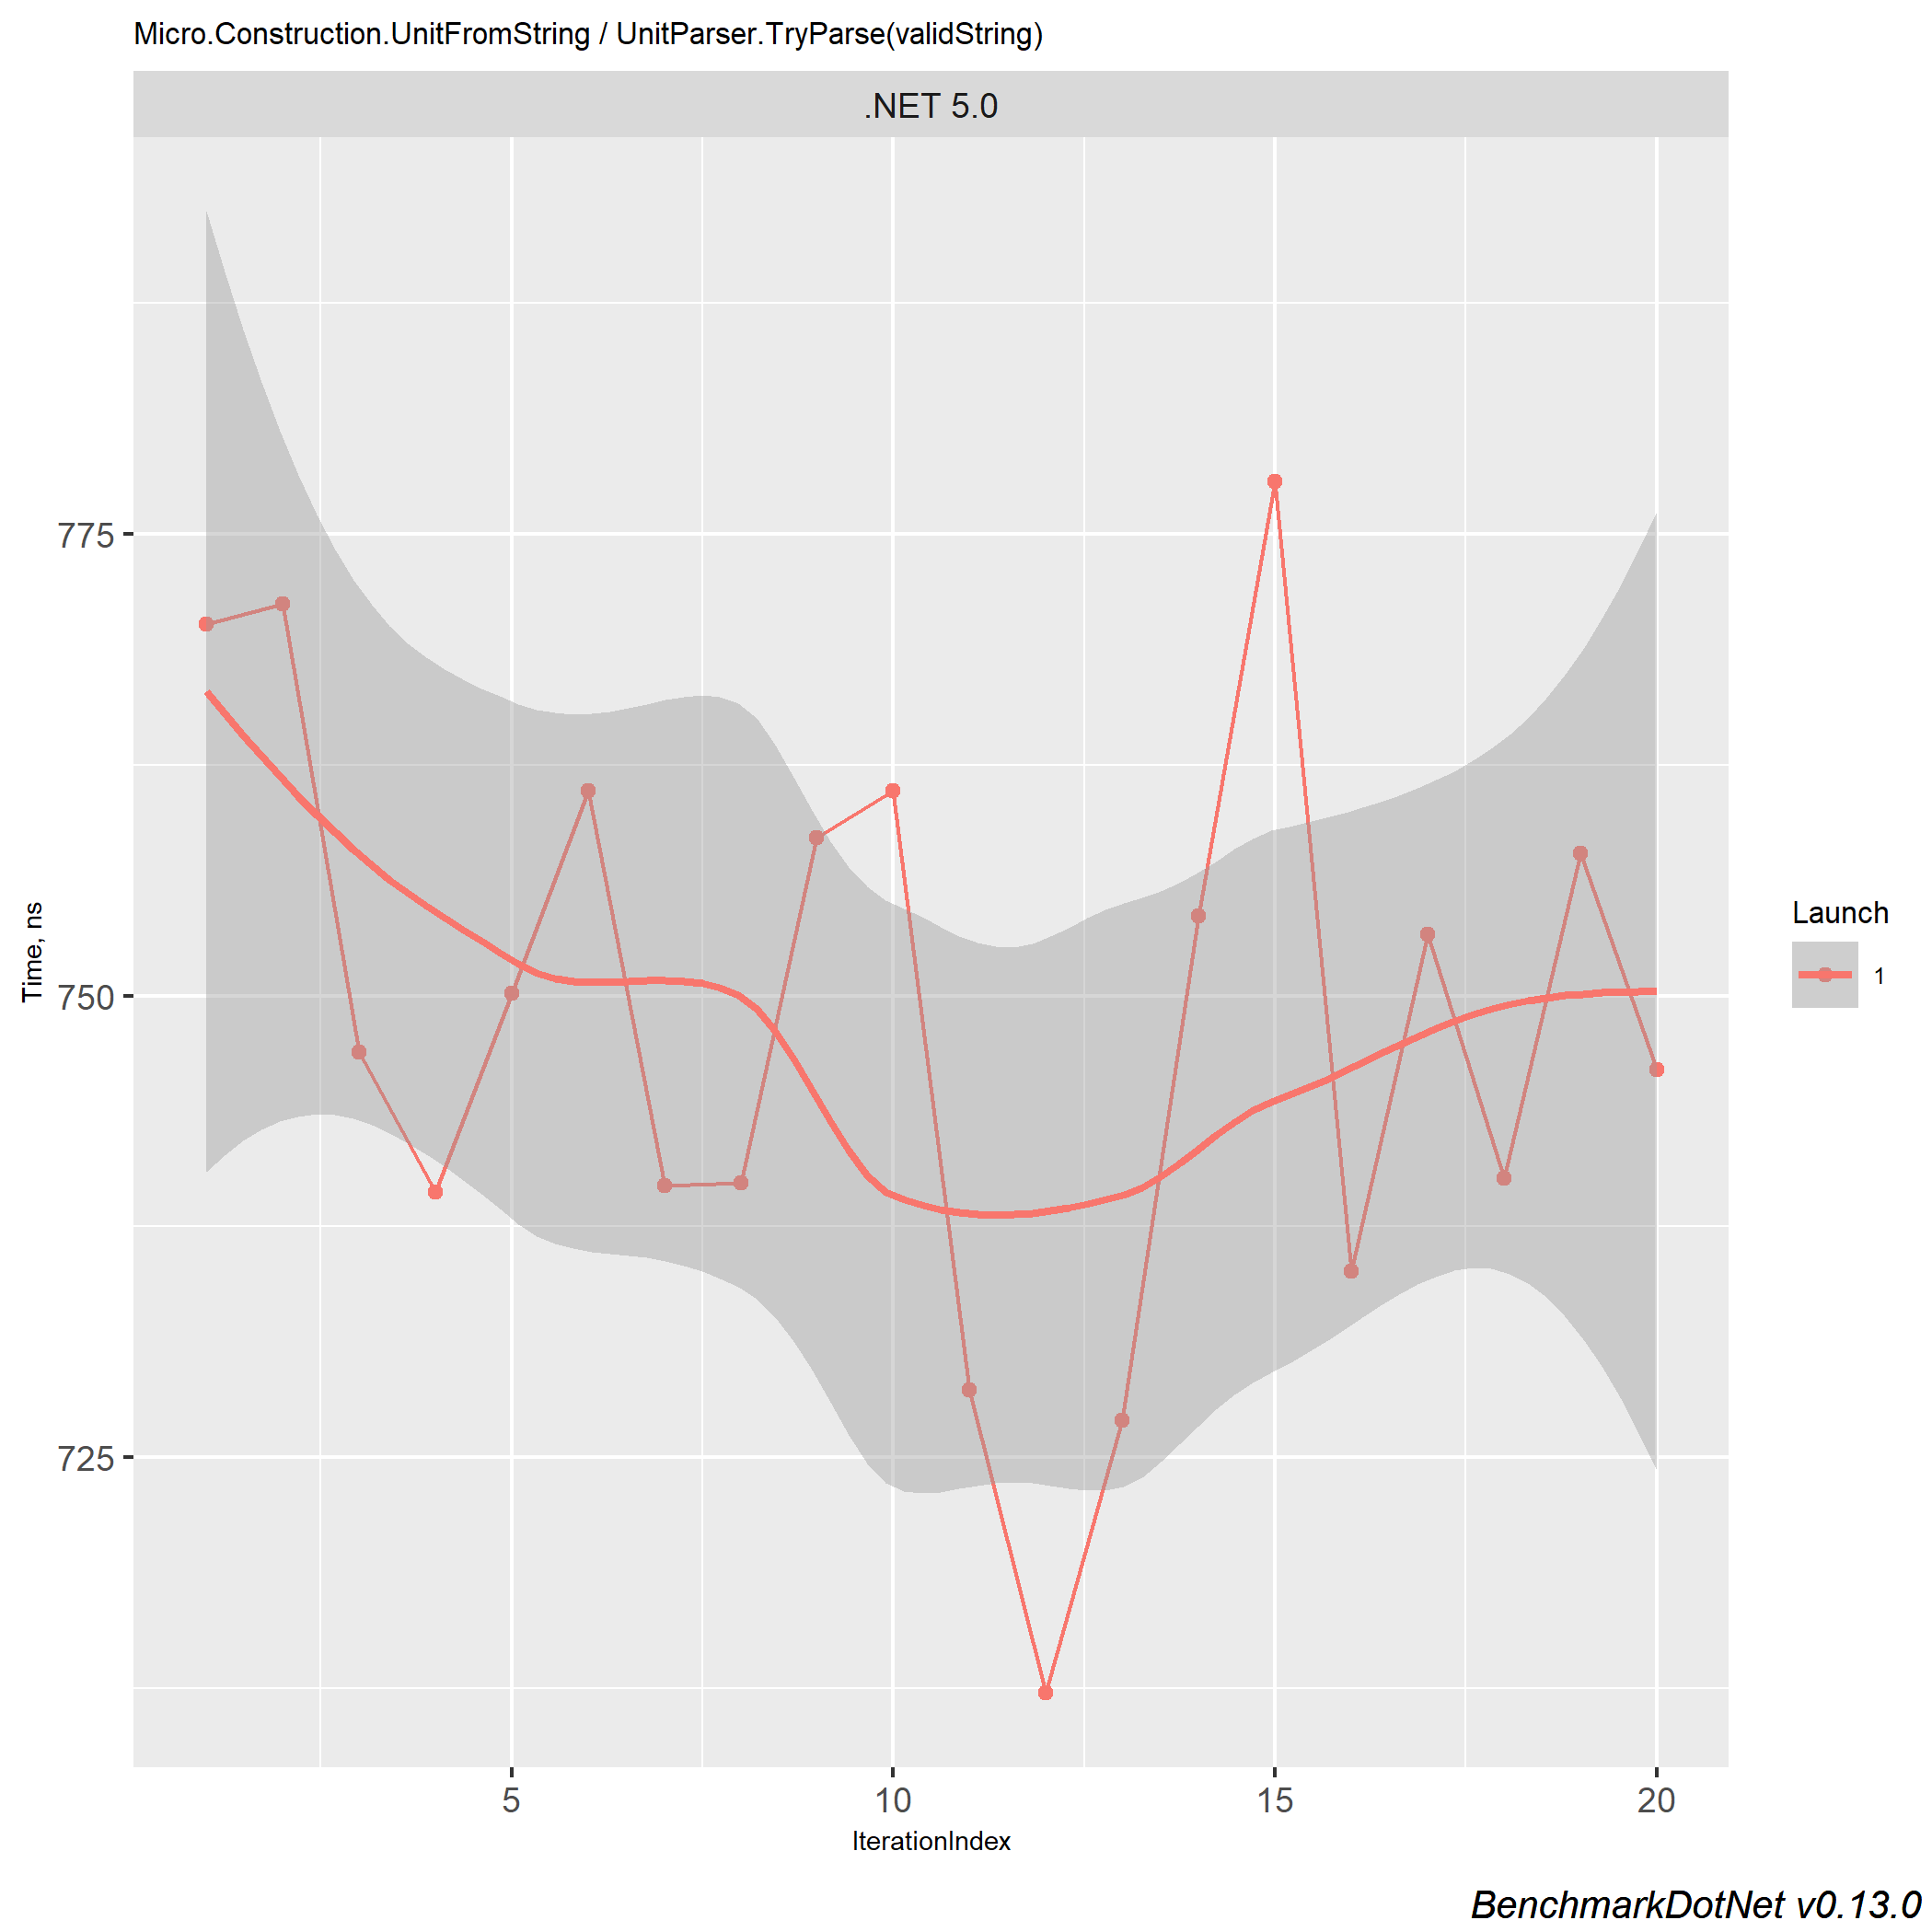 Micro.Construction.UnitFromString / UnitParser.TryParse(validString)
.NET 5.0
775
750
725
Time, ns
5
10
15
20
IterationIndex
Launch
1
BenchmarkDotNet v0.13.0